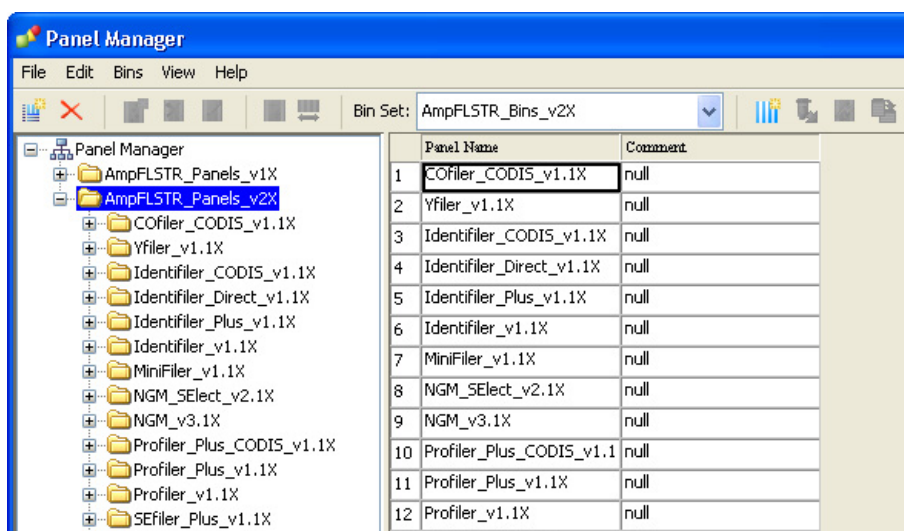 Panel Manager
File Edit Bins View Help
Bin Set: AmpFLSTR_Bins_v2X
Panel Manager
AmpFLSTR_Panels_v1X
AmpFLSTR_Panels_v2X
COfiler_CODIS_v1.1X
Yfiler_v1.1X
Identifiler_CODIS_v1.1X
Identifiler_Direct_v1.1X
Identifiler_Plus_v1.1X
Identifiler_v1.1X
MiniFiler_v1.1X
NGM_SElect_v2.1X
NGM_v3.1X
Profiler_Plus_CODIS_v1.1X
Profiler_Plus_v1.1X
Profiler_v1.1X
SEfiler_Plus_v1.1X
Panel Name Comment
1 COfiler_CODIS_v1.1X null
2 Yfiler_v1.1X null
3 Identifiler_CODIS_v1.1X null
4 Identifiler_Direct_v1.1X null
5 Identifiler_Plus_v1.1X null
6 Identifiler_v1.1X null
7 MiniFiler_v1.1X null
8 NGM_SElect_v2.1X null
9 NGM_v3.1X null
10 Profiler_Plus_CODIS_v1.1 null
11 Profiler_Plus_v1.1X null
12 Profiler_v1.1X null